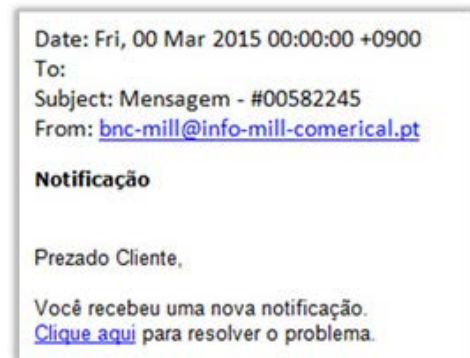 Date: Fri, 00 Mar 2015 00:00:00 +0900
To:
Subject: Mensagem - #00582245
From: bnc-mill@info-mill-comerical.pt
Notificação
Prezado Cliente,
Você recebeu uma nova notificação.
Clique aqui para resolver o problema.